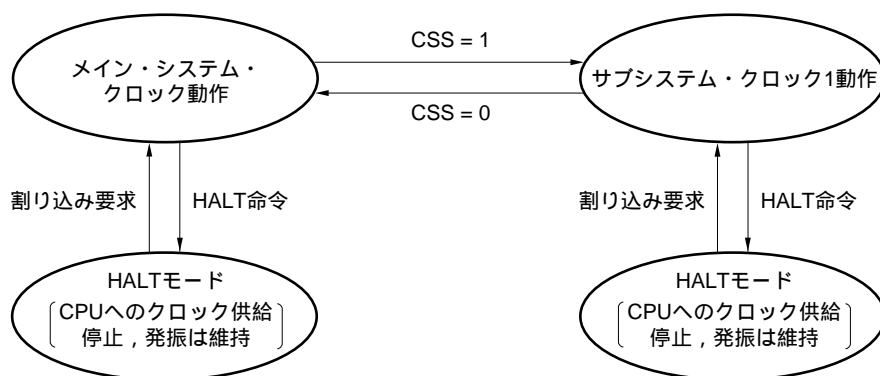 メイン・システム・
クロック動作
CSS = 1
CSS = 0
サブシステム・クロック1動作
割り込み要求
HALT命令
割り込み要求
HALT命令
HALTモード
CPUへのクロック供給
停止，発振は維持
HALTモード
CPUへのクロック供給
停止，発振は維持